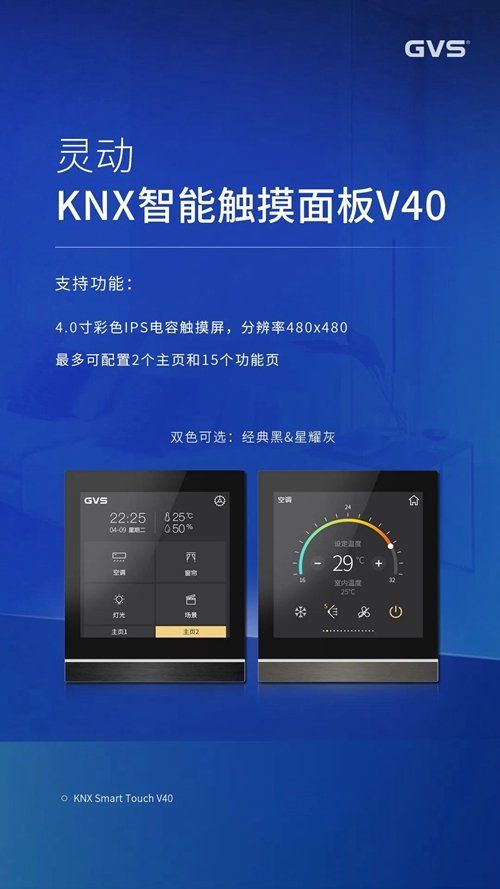 GVS®
灵动
KNX智能触摸面板V40
支持功能：
4.0寸彩色IPS电容触摸屏，分辨率480x480
最多可配置2个主页和15个功能页
双色可选：经典黑&星耀灰
GVS
22:25
04-09 星期二
25℃
50%
空调
窗帘
灯光
场景
主页1
主页2
空调
24
设定温度
- 29℃ +
16
32
室内温度
25℃
S
KNX Smart Touch V40